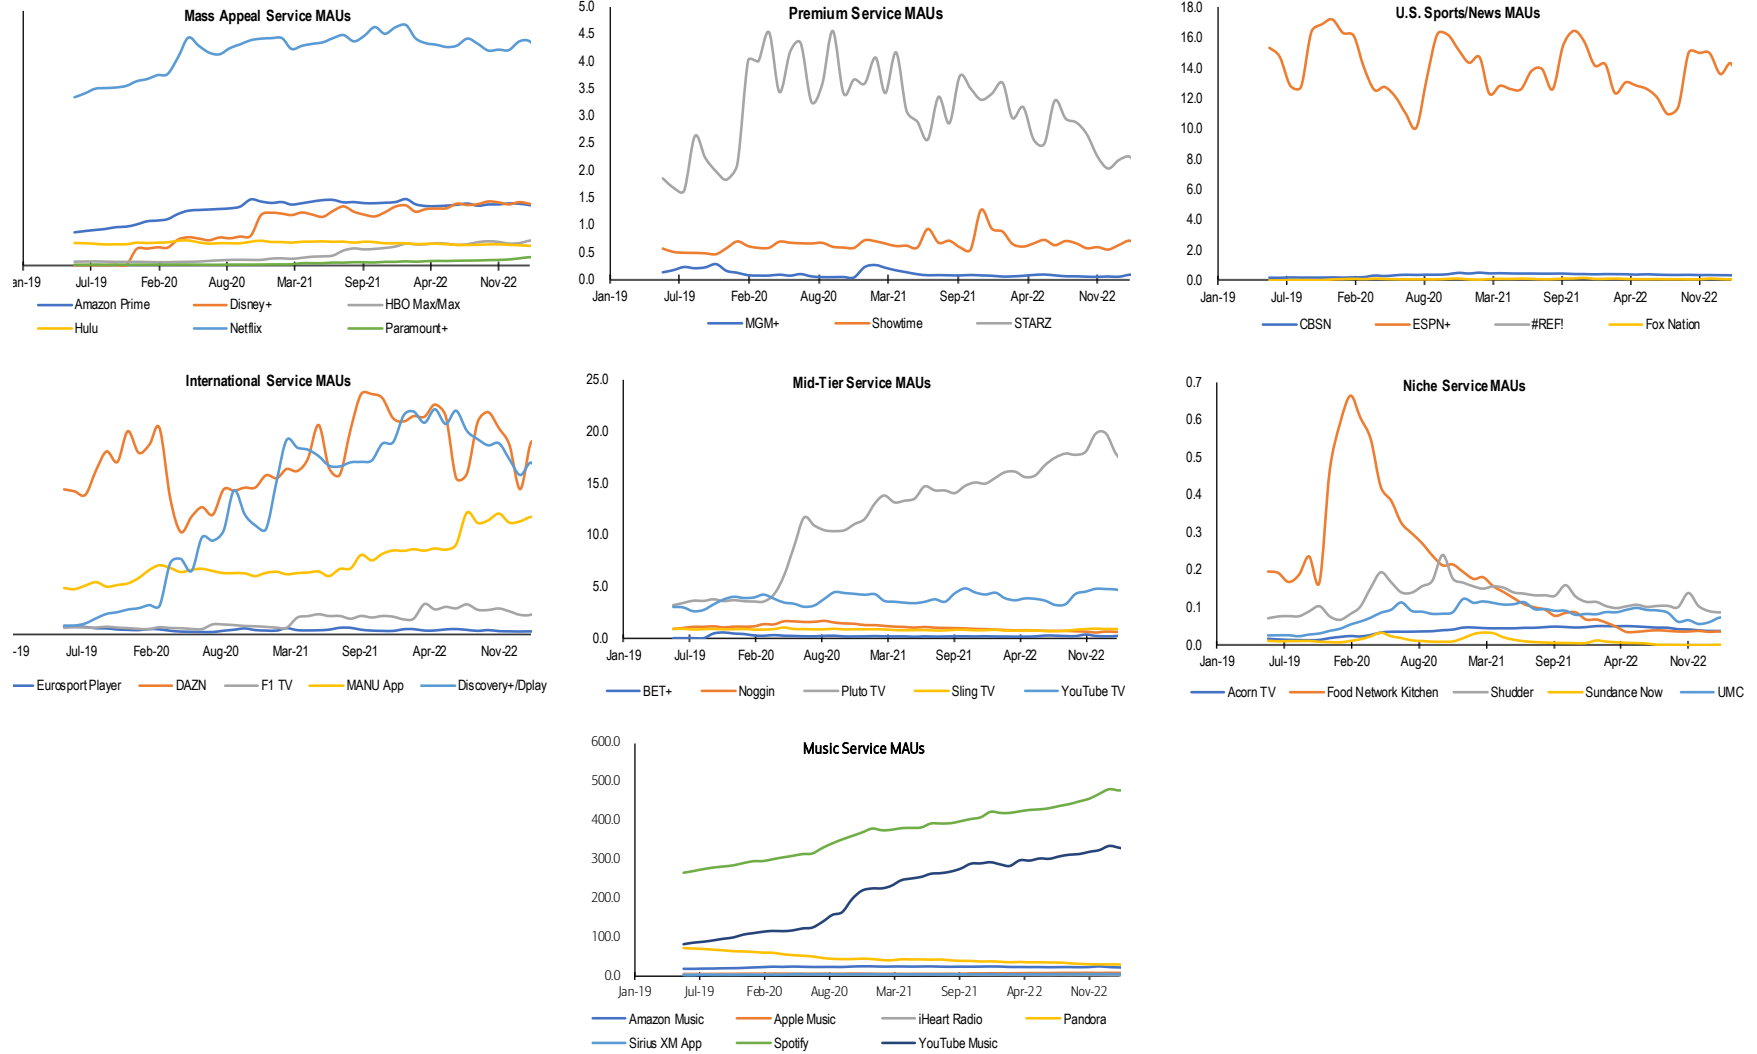 Mass Appeal Service MAUs
an-19 Jul-19 Feb-20 Aug-20 Mar-21 Sep-21 Apr-22 Nov-22
Amazon Prime Disney+ HBO Max/Max
Hulu Netflix Paramount+
Premium Service MAUs
5.0
4.5
4.0
3.5
3.0
2.5
2.0
1.5
1.0
0.5
0.0
Jan-19 Jul-19 Feb-20 Aug-20 Mar-21 Sep-21 Apr-22 Nov-22
MGM+ Showtime STARZ
U.S. Sports/News MAUs
18.0
16.0
14.0
12.0
10.0
8.0
6.0
4.0
2.0
0.0
Jan-19 Jul-19 Feb-20 Aug-20 Mar-21 Sep-21 Apr-22 Nov-22
CBSN ESPN+ #REF! Fox Nation
International Service MAUs
-19 Jul-19 Feb-20 Aug-20 Mar-21 Sep-21 Apr-22 Nov-22
Eurosport Player DAZN F1 TV MANU App Discovery+/Dplay
Mid-Tier Service MAUs
25.0
20.0
15.0
10.0
5.0
0.0
Jan-19 Jul-19 Feb-20 Aug-20 Mar-21 Sep-21 Apr-22 Nov-22
BET+ Noggin Pluto TV Sling TV YouTube TV
Niche Service MAUs
0.7
0.6
0.5
0.4
0.3
0.2
0.1
0.0
Jan-19 Jul-19 Feb-20 Aug-20 Mar-21 Sep-21 Apr-22 Nov-22
Acorn TV Food Network Kitchen Shudder Sundance Now UMC
Music Service MAUs
600.0
500.0
400.0
300.0
200.0
100.0
0.0
Jan-19 Jul-19 Feb-20 Aug-20 Mar-21 Sep-21 Apr-22 Nov-22
Amazon Music Apple Music iHeart Radio Pandora
Sirius XM App Spotify YouTube Music